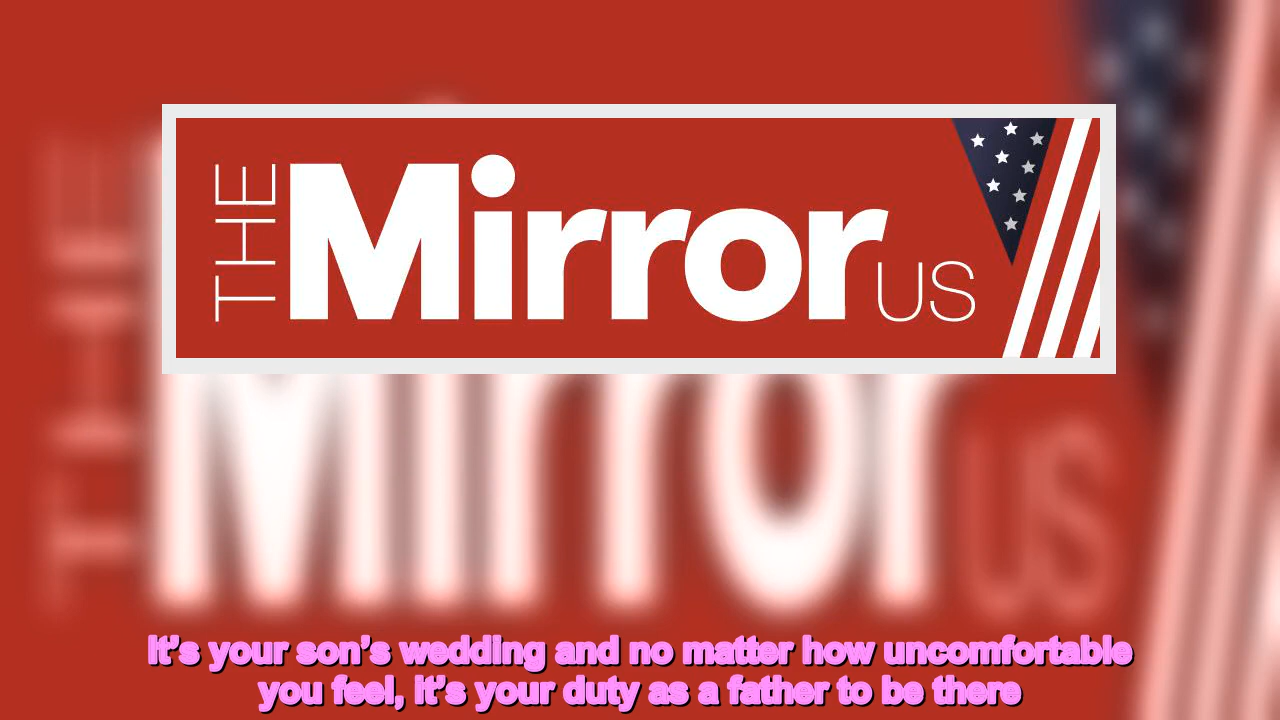 THE Mirror US
It's your son's wedding and no matter how uncomfortable
you feel, it's your duty as a father to be there